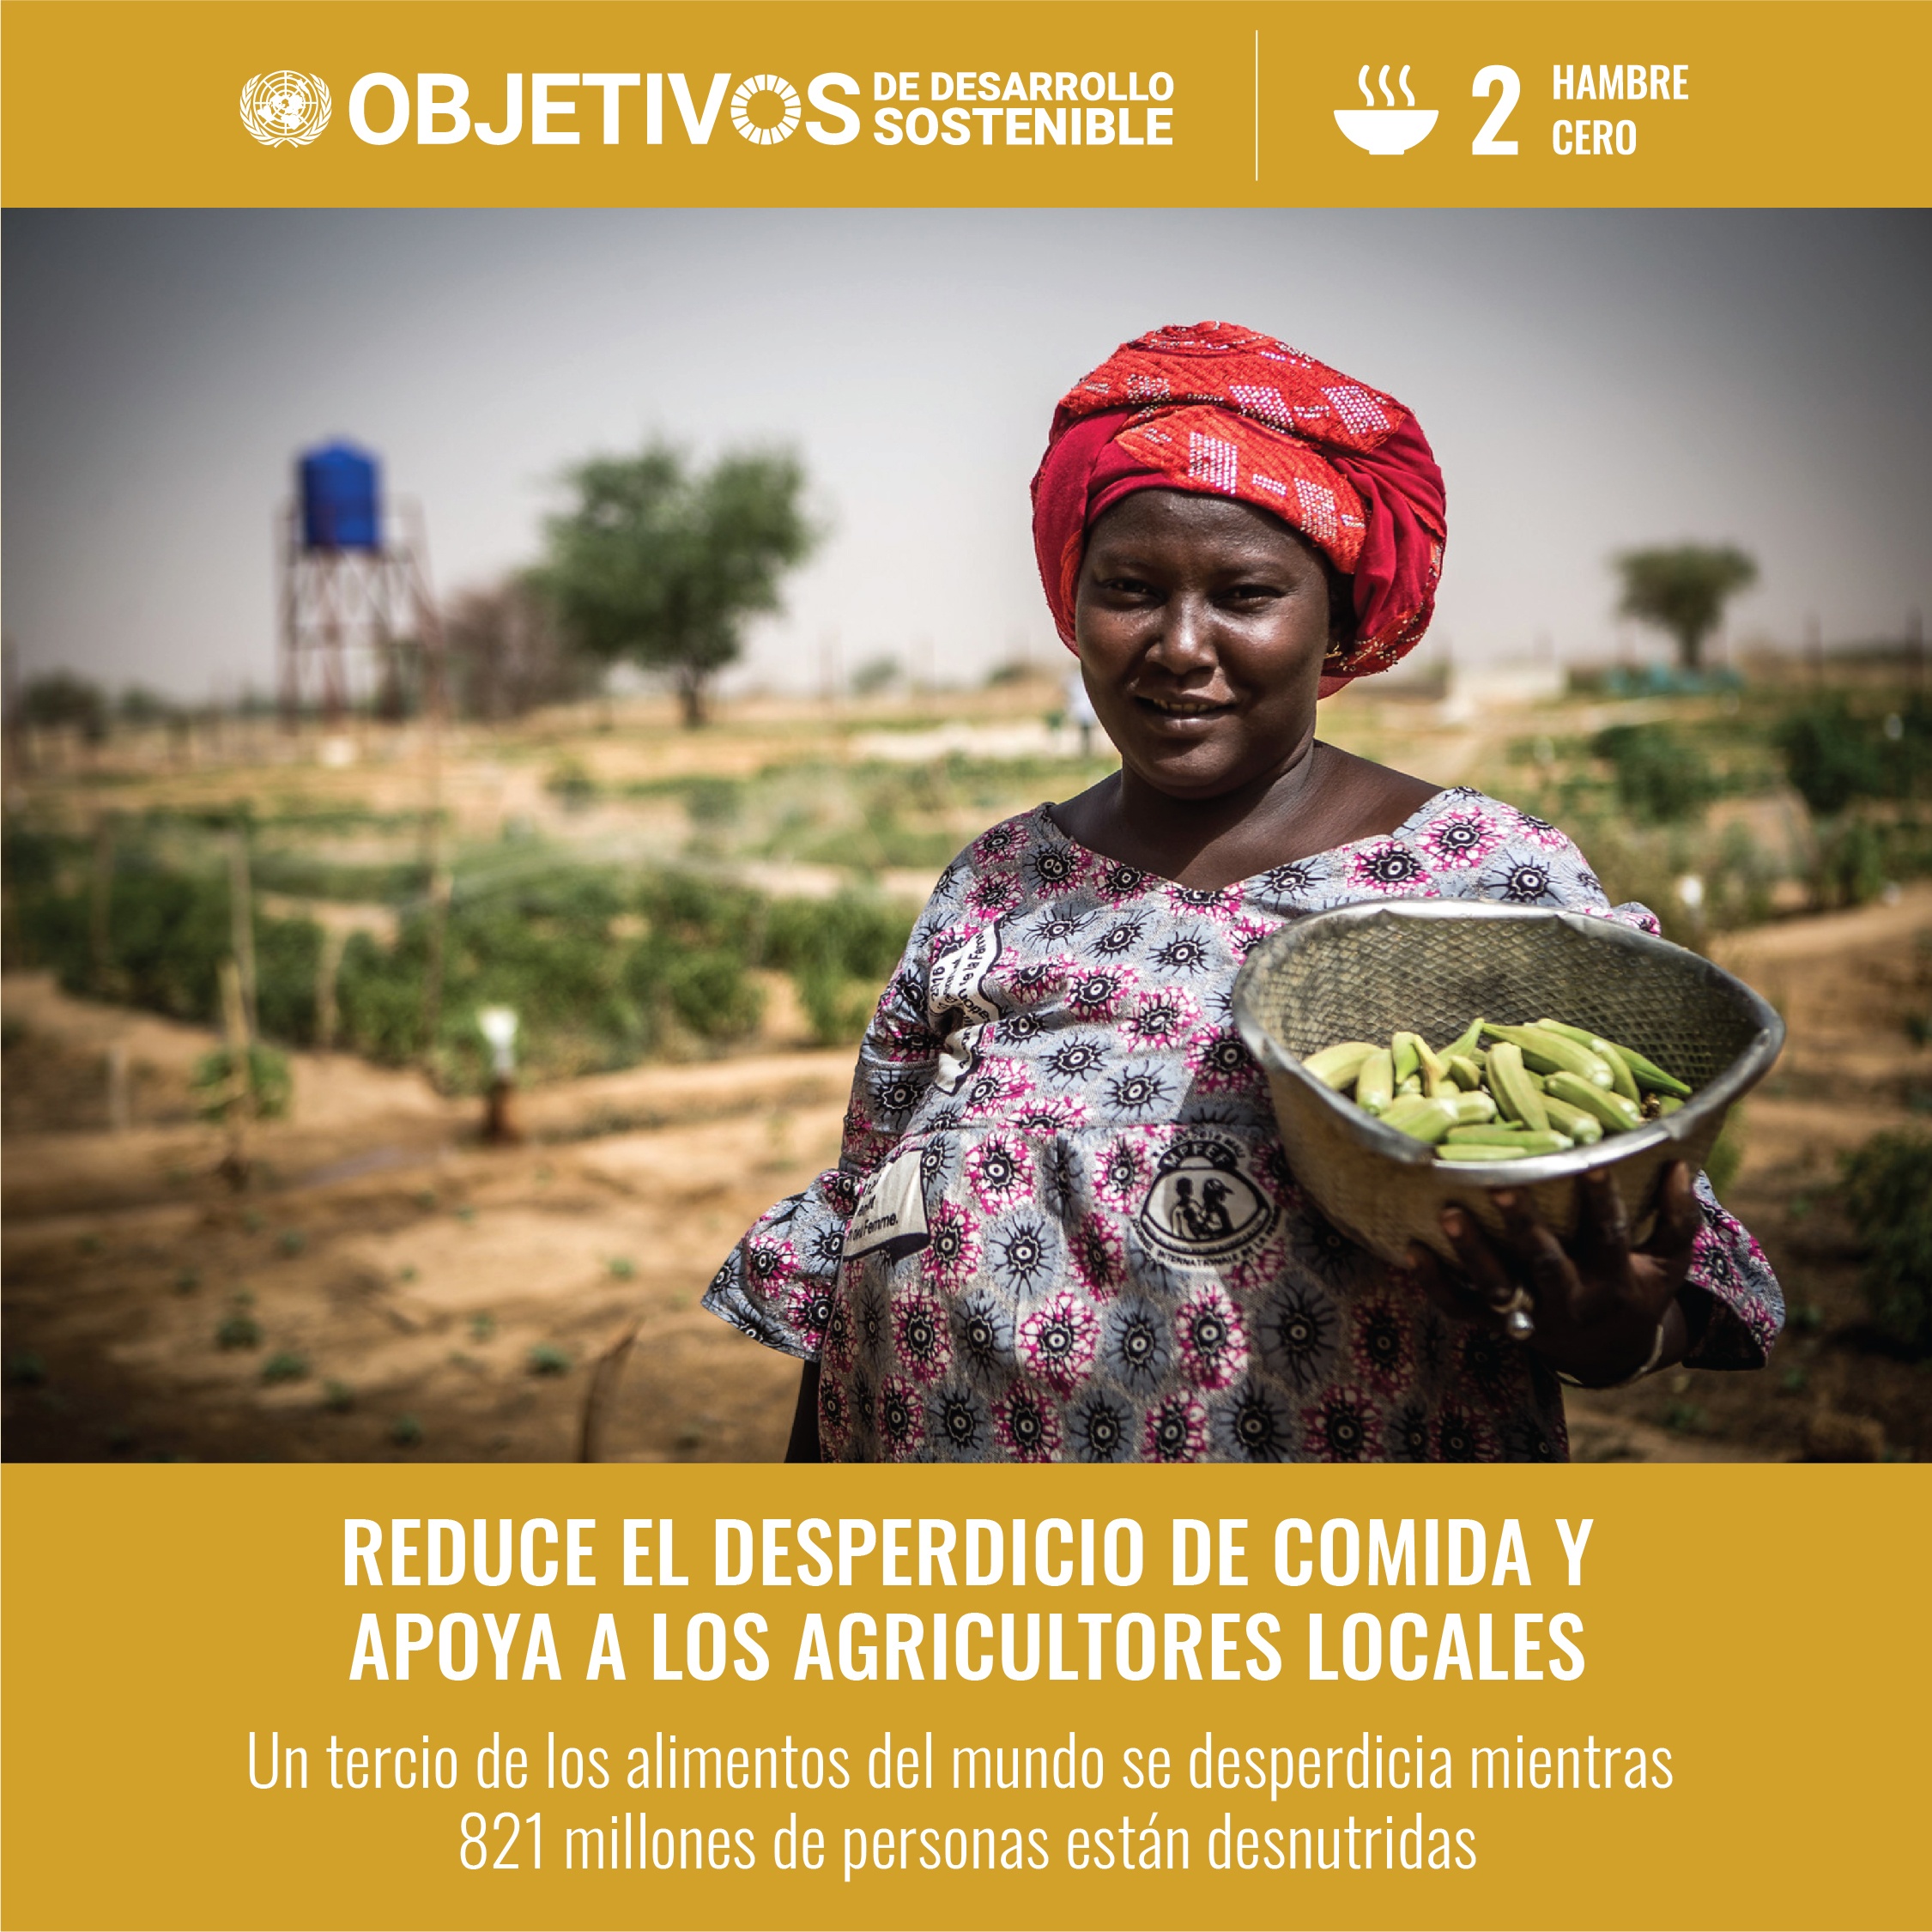 OBJETIVOS
DE DESARROLLO
SOSTENIBLE
2
HAMBRE
CERO
Femme.
REDUCE EL DESPERDICIO DE COMIDA Y
APOYA A LOS AGRICULTORES LOCALES
Un tercio de los alimentos del mundo se desperdicia mientras
821 millones de personas están desnutridas